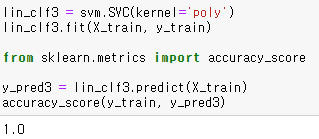 lin_clf3 = svm.SVC(kernel='poly')
lin_clf3.fit(X_train, y_train)
from sklearn.metrics import accuracy_score
y_pred3 = lin_clf3.predict(X_train)
accuracy_score(y_train, y_pred3)
1.0